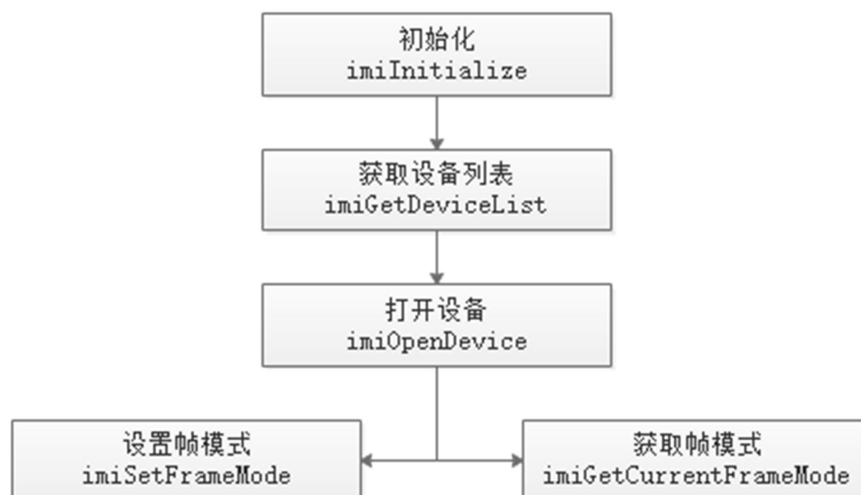 初始化
imiInitialize
获取设备列表
imiGetDeviceList
打开设备
imiOpenDevice
设置帧模式
imiSetFrameMode
获取帧模式
imiGetCurrentFrameMode